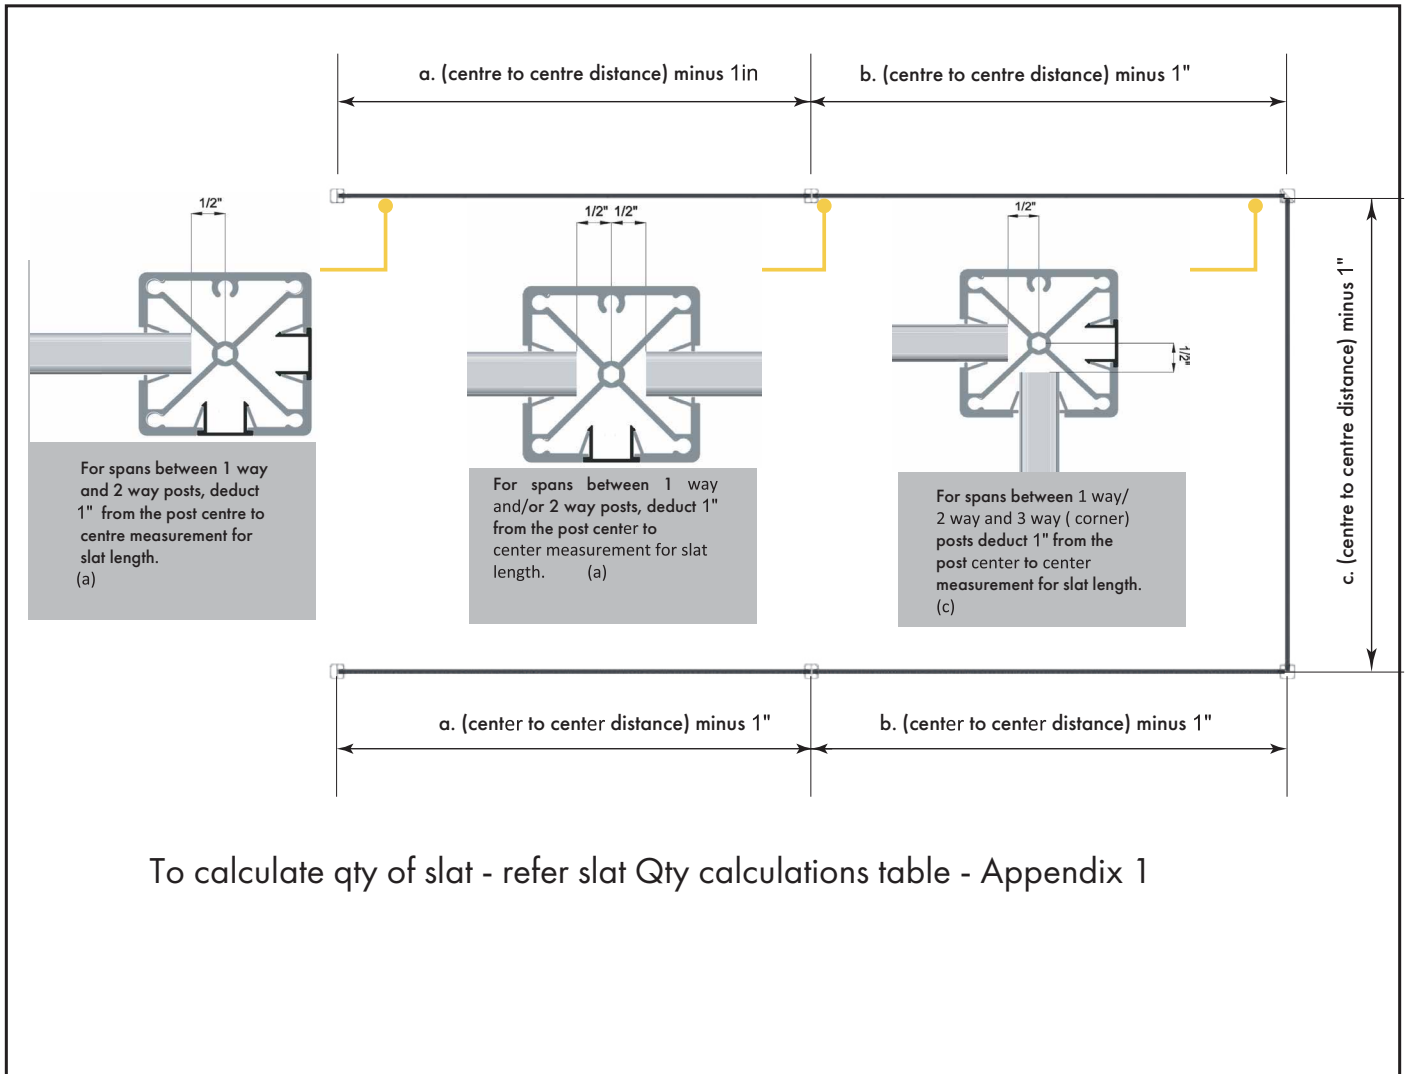 a. (centre to centre distance) minus 1in
b. (centre to centre distance) minus 1"
1/2"
1/2" 1/2"
1/2"
1/2"
c. (centre to centre distance) minus 1"
For spans between 1 way
and 2 way posts, deduct
1" from the post centre to
centre measurement for
slat length.
(a)
For spans between 1 way
and/or 2 way posts, deduct 1"
from the post center to
center measurement for slat
length. (a)
For spans between 1 way/
2 way and 3 way ( corner)
posts deduct 1" from the
post center to center
measurement for slat length.
(c)
a. (center to center distance) minus 1"
b. (center to center distance) minus 1"
To calculate qty of slat - refer slat Qty calculations table - Appendix 1